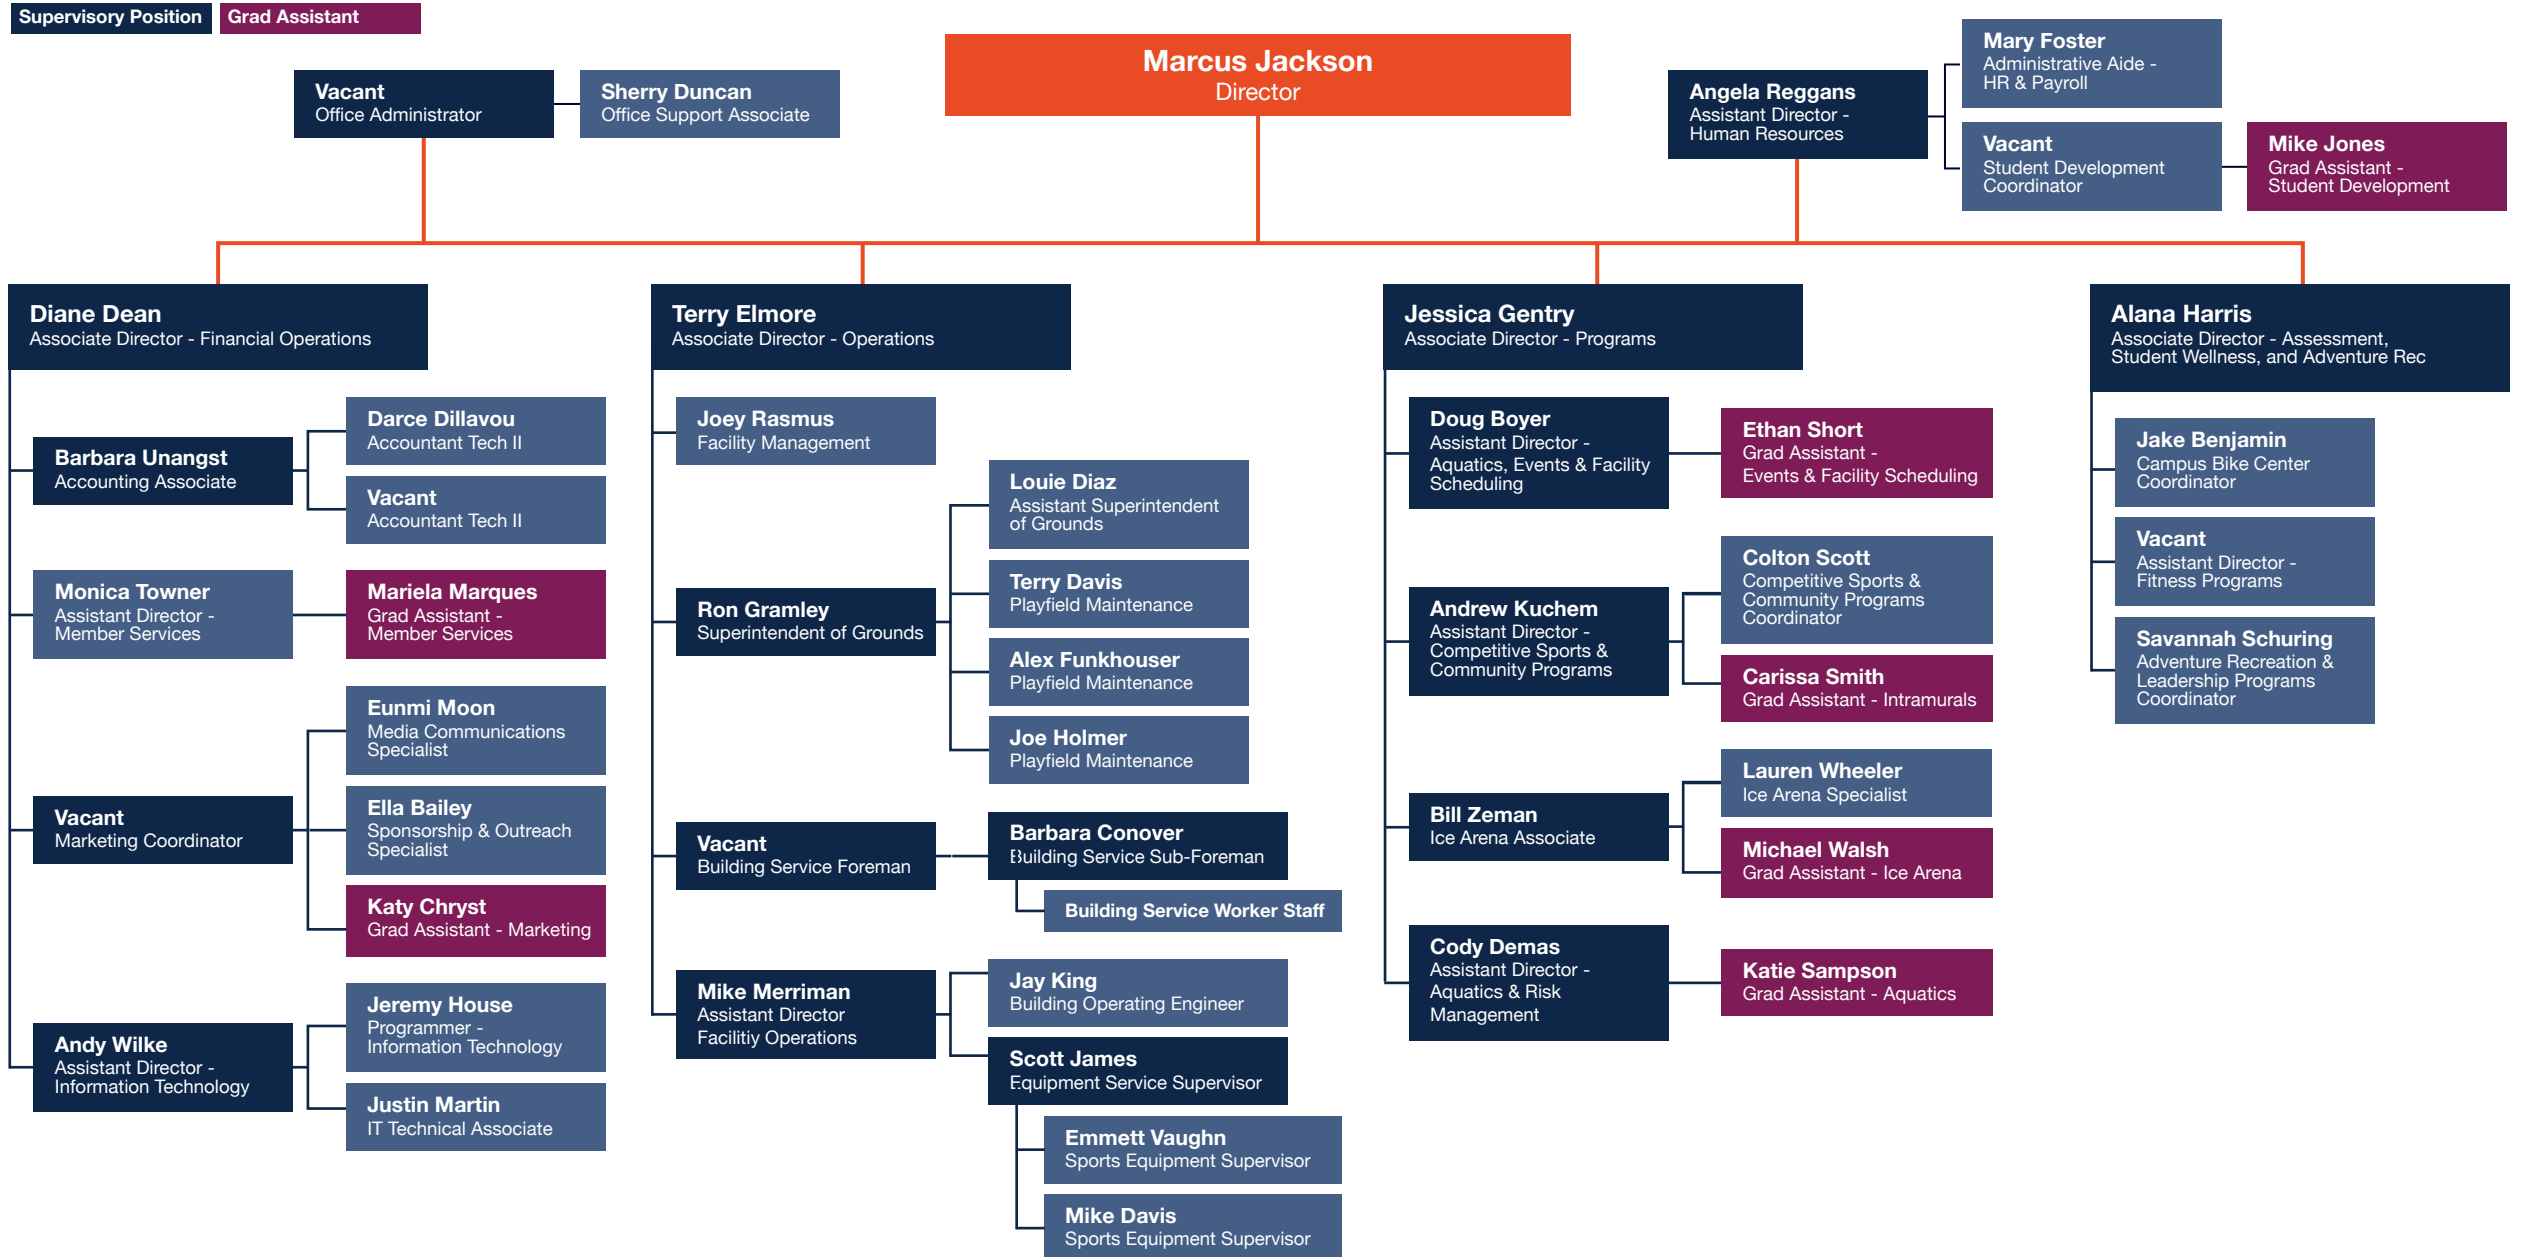 Supervisory Position
Grad Assistant
Marcus Jackson
Director
Vacant
Office Administrator
Sherry Duncan
Office Support Associate
Angela Reggans
Assistant Director -
Human Resources
Mary Foster
Administrative Aide -
HR & Payroll
Vacant
Student Development
Coordinator
Mike Jones
Grad Assistant -
Student Development
Diane Dean
Associate Director - Financial Operations
Barbara Unangst
Accounting Associate
Darce Dillavou
Accountant Tech II
Vacant
Accountant Tech II
Monica Towner
Assistant Director -
Member Services
Mariela Marques
Grad Assistant -
Member Services
Vacant
Marketing Coordinator
Eunmi Moon
Media Communications
Specialist
Ella Bailey
Sponsorship & Outreach
Specialist
Katy Chryst
Grad Assistant - Marketing
Andy Wilke
Assistant Director -
Information Technology
Jeremy House
Programmer -
Information Technology
Justin Martin
IT Technical Associate
Terry Elmore
Associate Director - Operations
Joey Rasmus
Facility Management
Ron Gramley
Superintendent of Grounds
Louie Diaz
Assistant Superintendent
of Grounds
Terry Davis
Playfield Maintenance
Alex Funkhouser
Playfield Maintenance
Joe Holmer
Playfield Maintenance
Vacant
Building Service Foreman
Barbara Conover
Building Service Sub-Foreman
Building Service Worker Staff
Mike Merriman
Assistant Director
Facilitiy Operations
Jay King
Building Operating Engineer
Scott James
Equipment Service Supervisor
Emmett Vaughn
Sports Equipment Supervisor
Mike Davis
Sports Equipment Supervisor
Jessica Gentry
Associate Director - Programs
Doug Boyer
Assistant Director -
Aquatics, Events & Facility
Scheduling
Ethan Short
Grad Assistant -
Events & Facility Scheduling
Andrew Kuchem
Assistant Director -
Competitive Sports &
Community Programs
Colton Scott
Competitive Sports &
Community Programs
Coordinator
Carissa Smith
Grad Assistant - Intramurals
Bill Zeman
Ice Arena Associate
Lauren Wheeler
Ice Arena Specialist
Michael Walsh
Grad Assistant - Ice Arena
Cody Demas
Assistant Director -
Aquatics & Risk
Management
Katie Sampson
Grad Assistant - Aquatics
Alana Harris
Associate Director - Assessment,
Student Wellness, and Adventure Rec
Jake Benjamin
Campus Bike Center
Coordinator
Vacant
Assistant Director -
Fitness Programs
Savannah Schuring
Adventure Recreation &
Leadership Programs
Coordinator